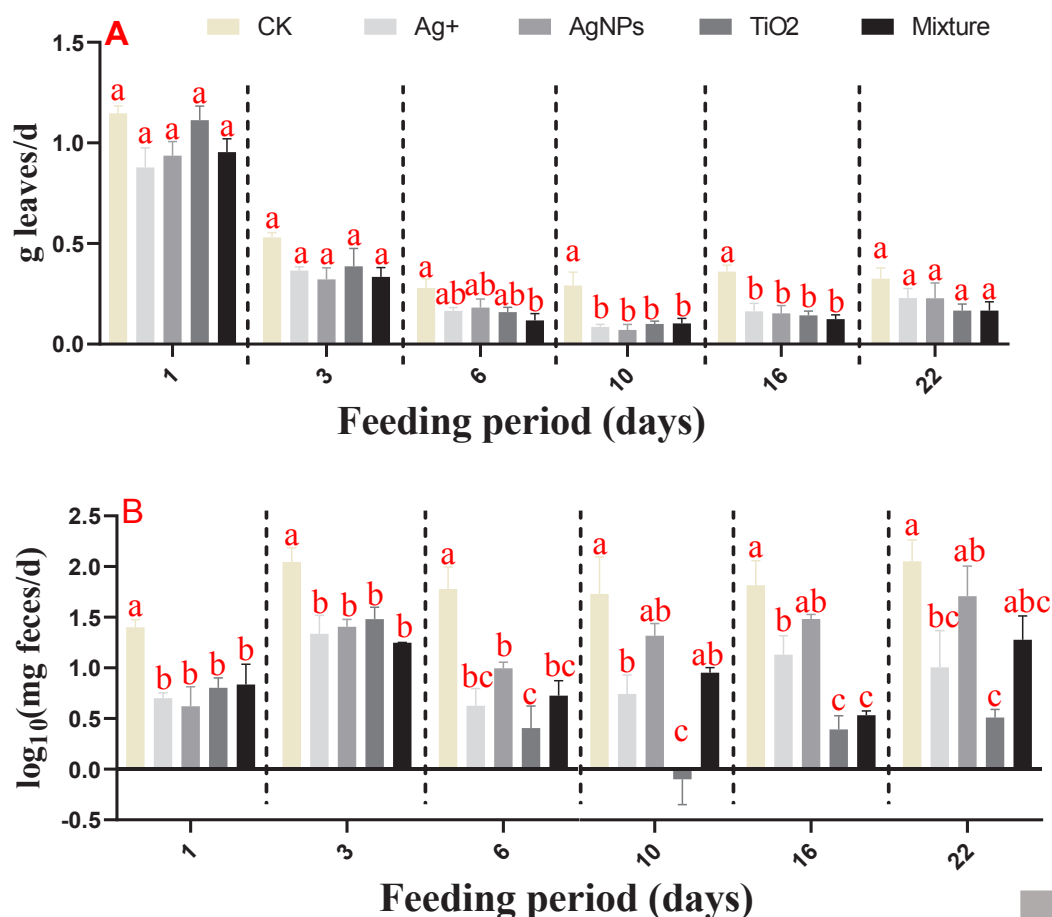 CK Ag+ AgNPs TiO2 Mixture
A
g leaves/d
1.5
1.0
0.5
0.0
a a a a a
a a a a a
a ab ab ab b
a b b b b
a b b b b
a a a a a
1 3 6 10 16 22
Feeding period (days)
B
log10(mg feces/d)
2.5
2.0
1.5
1.0
0.5
0.0
-0.5
a b b b b
a b b b b
a bc b c bc
a b ab c ab
a b ab c c
a bc ab c abc
1 3 6 10 16 22
Feeding period (days)